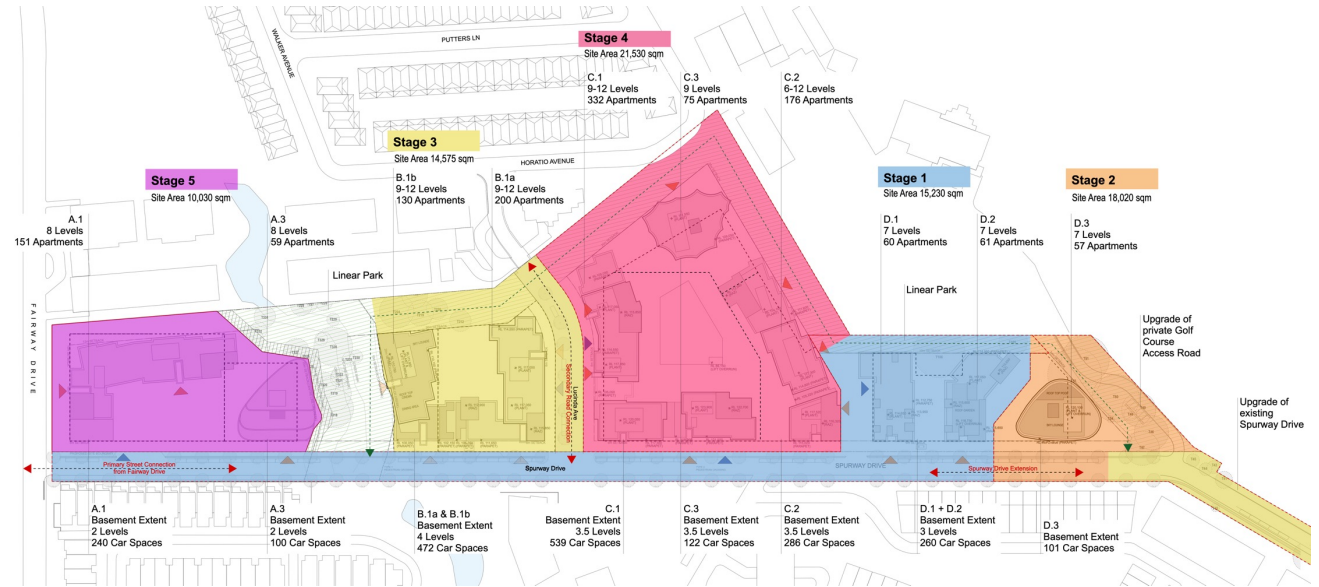 PUTTERS LN
WALKER AVENUE
HORATIO AVENUE
Stage 4
Site Area 21,530 sqm
C.1
9-12 Levels
332 Apartments
C.3
9 Levels
75 Apartments
C.2
6-12 Levels
176 Apartments
Stage 3
Site Area 14,575 sqm
B.1b
9-12 Levels
130 Apartments
B.1a
9-12 Levels
200 Apartments
Stage 5
Site Area 10,030 sqm
A.1
8 Levels
151 Apartments
A.3
8 Levels
59 Apartments
Stage 1
Site Area 15,230 sqm
D.1
7 Levels
60 Apartments
D.2
7 Levels
61 Apartments
Stage 2
Site Area 18,020 sqm
D.3
7 Levels
57 Apartments
Linear Park
Linear Park
Upgrade of
private Golf
Course
Access Road
Upgrade of
existing
Spurway Drive
FAIRWAY DRIVE
Lucinda Ave
Secondary Road Connection
Primary Street Connection
from Fairway Drive
Spurway Drive
SPURWAY DRIVE
Spurway Drive Extension
A.1
Basement Extent
2 Levels
240 Car Spaces
A.3
Basement Extent
2 Levels
100 Car Spaces
B.1a & B.1b
Basement Extent
4 Levels
472 Car Spaces
C.1
Basement Extent
3.5 Levels
539 Car Spaces
C.3
Basement Extent
3.5 Levels
122 Car Spaces
C.2
Basement Extent
3.5 Levels
286 Car Spaces
D.1 + D.2
Basement Extent
3 Levels
260 Car Spaces
D.3
Basement Extent
101 Car Spaces